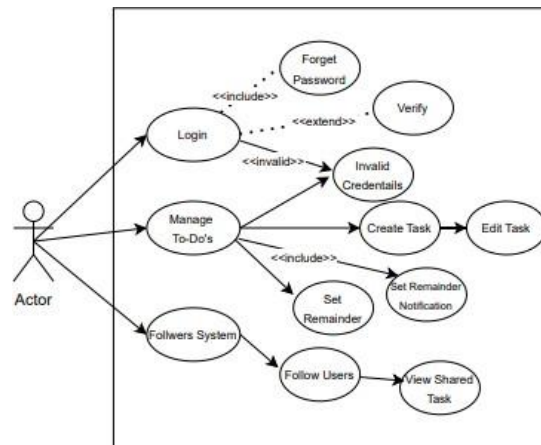 Forget
Password
<<include>>
Verify
<<extend>>
Login
<<invalid>>
Invalid
Credentails
Manage
To-Do's
Create Task
Edit Task
<<include>>
Set Remainder
Notification
Set
Remainder
Actor
Follwers System
Follow Users
View Shared
Task